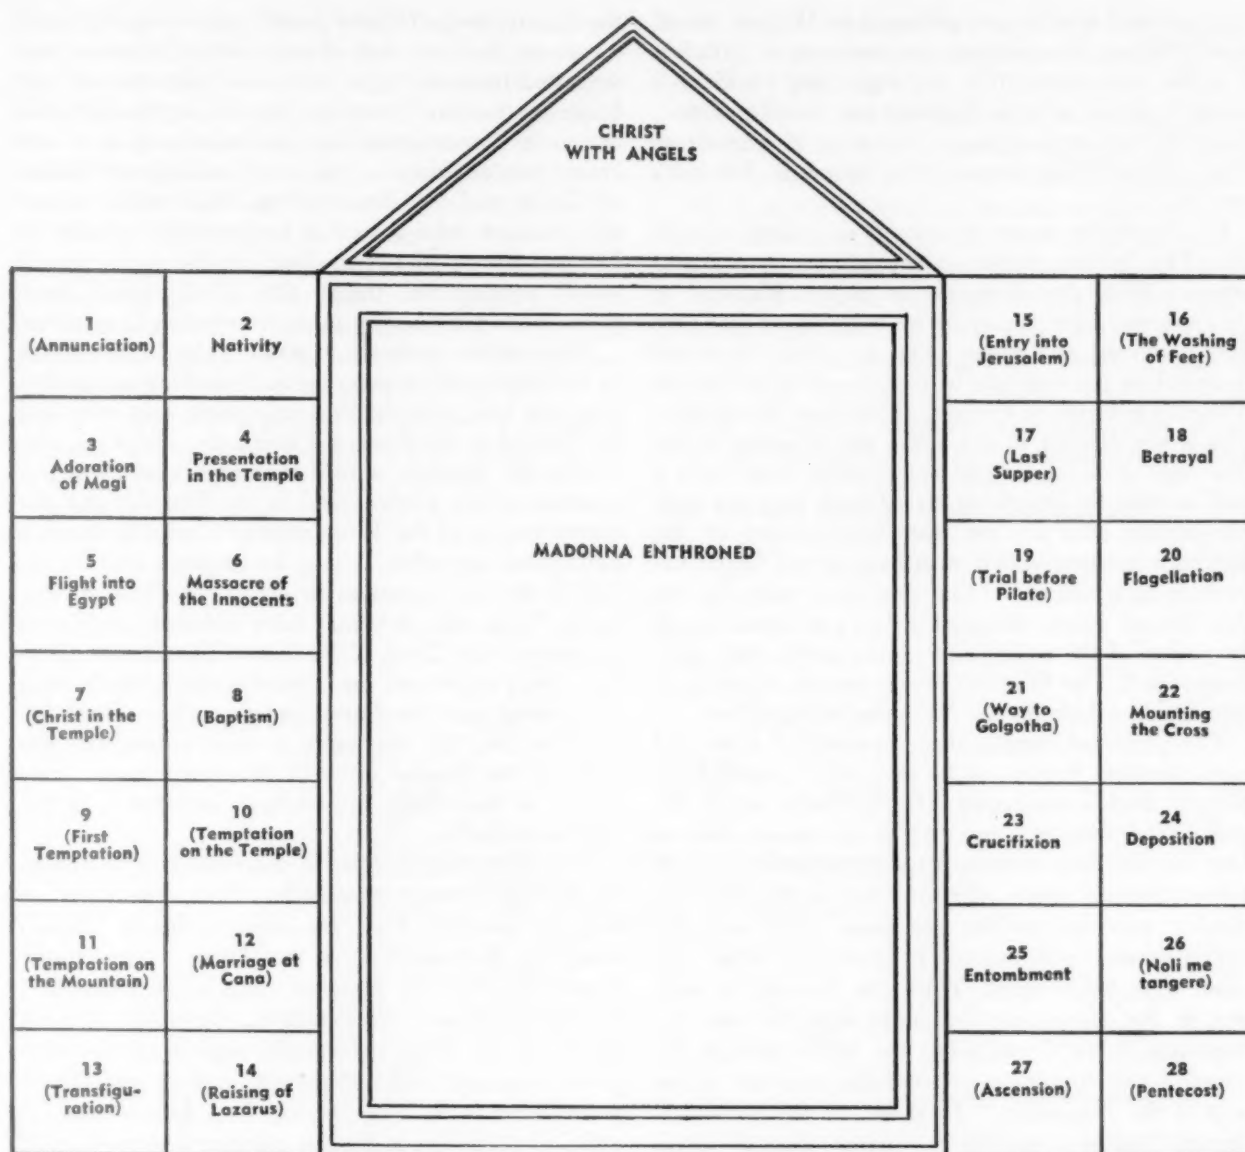 CHRIST
WITH ANGELS
1
(Annunciation)
2
Nativity
3
Adoration
of Magi
4
Presentation
in the Temple
5
Flight into
Egypt
6
Massacre of
the Innocents
7
(Christ in the
Temple)
8
(Baptism)
9
(First
Temptation)
10
(Temptation
on the Temple)
11
(Temptation on
the Mountain)
12
(Marriage at
Cana)
13
(Transfigu-
ration)
14
(Raising of
Lazarus)
MADONNA ENTHRONED
15
(Entry into
Jerusalem)
16
(The Washing
of Feet)
17
(Last
Supper)
18
Betrayal
19
(Trial before
Pilate)
20
Flagellation
21
(Way to
Golgotha)
22
Mounting
the Cross
23
Crucifixion
24
Deposition
25
Entombment
26
(Noli me
tangere)
27
(Ascension)
28
(Pentecost)